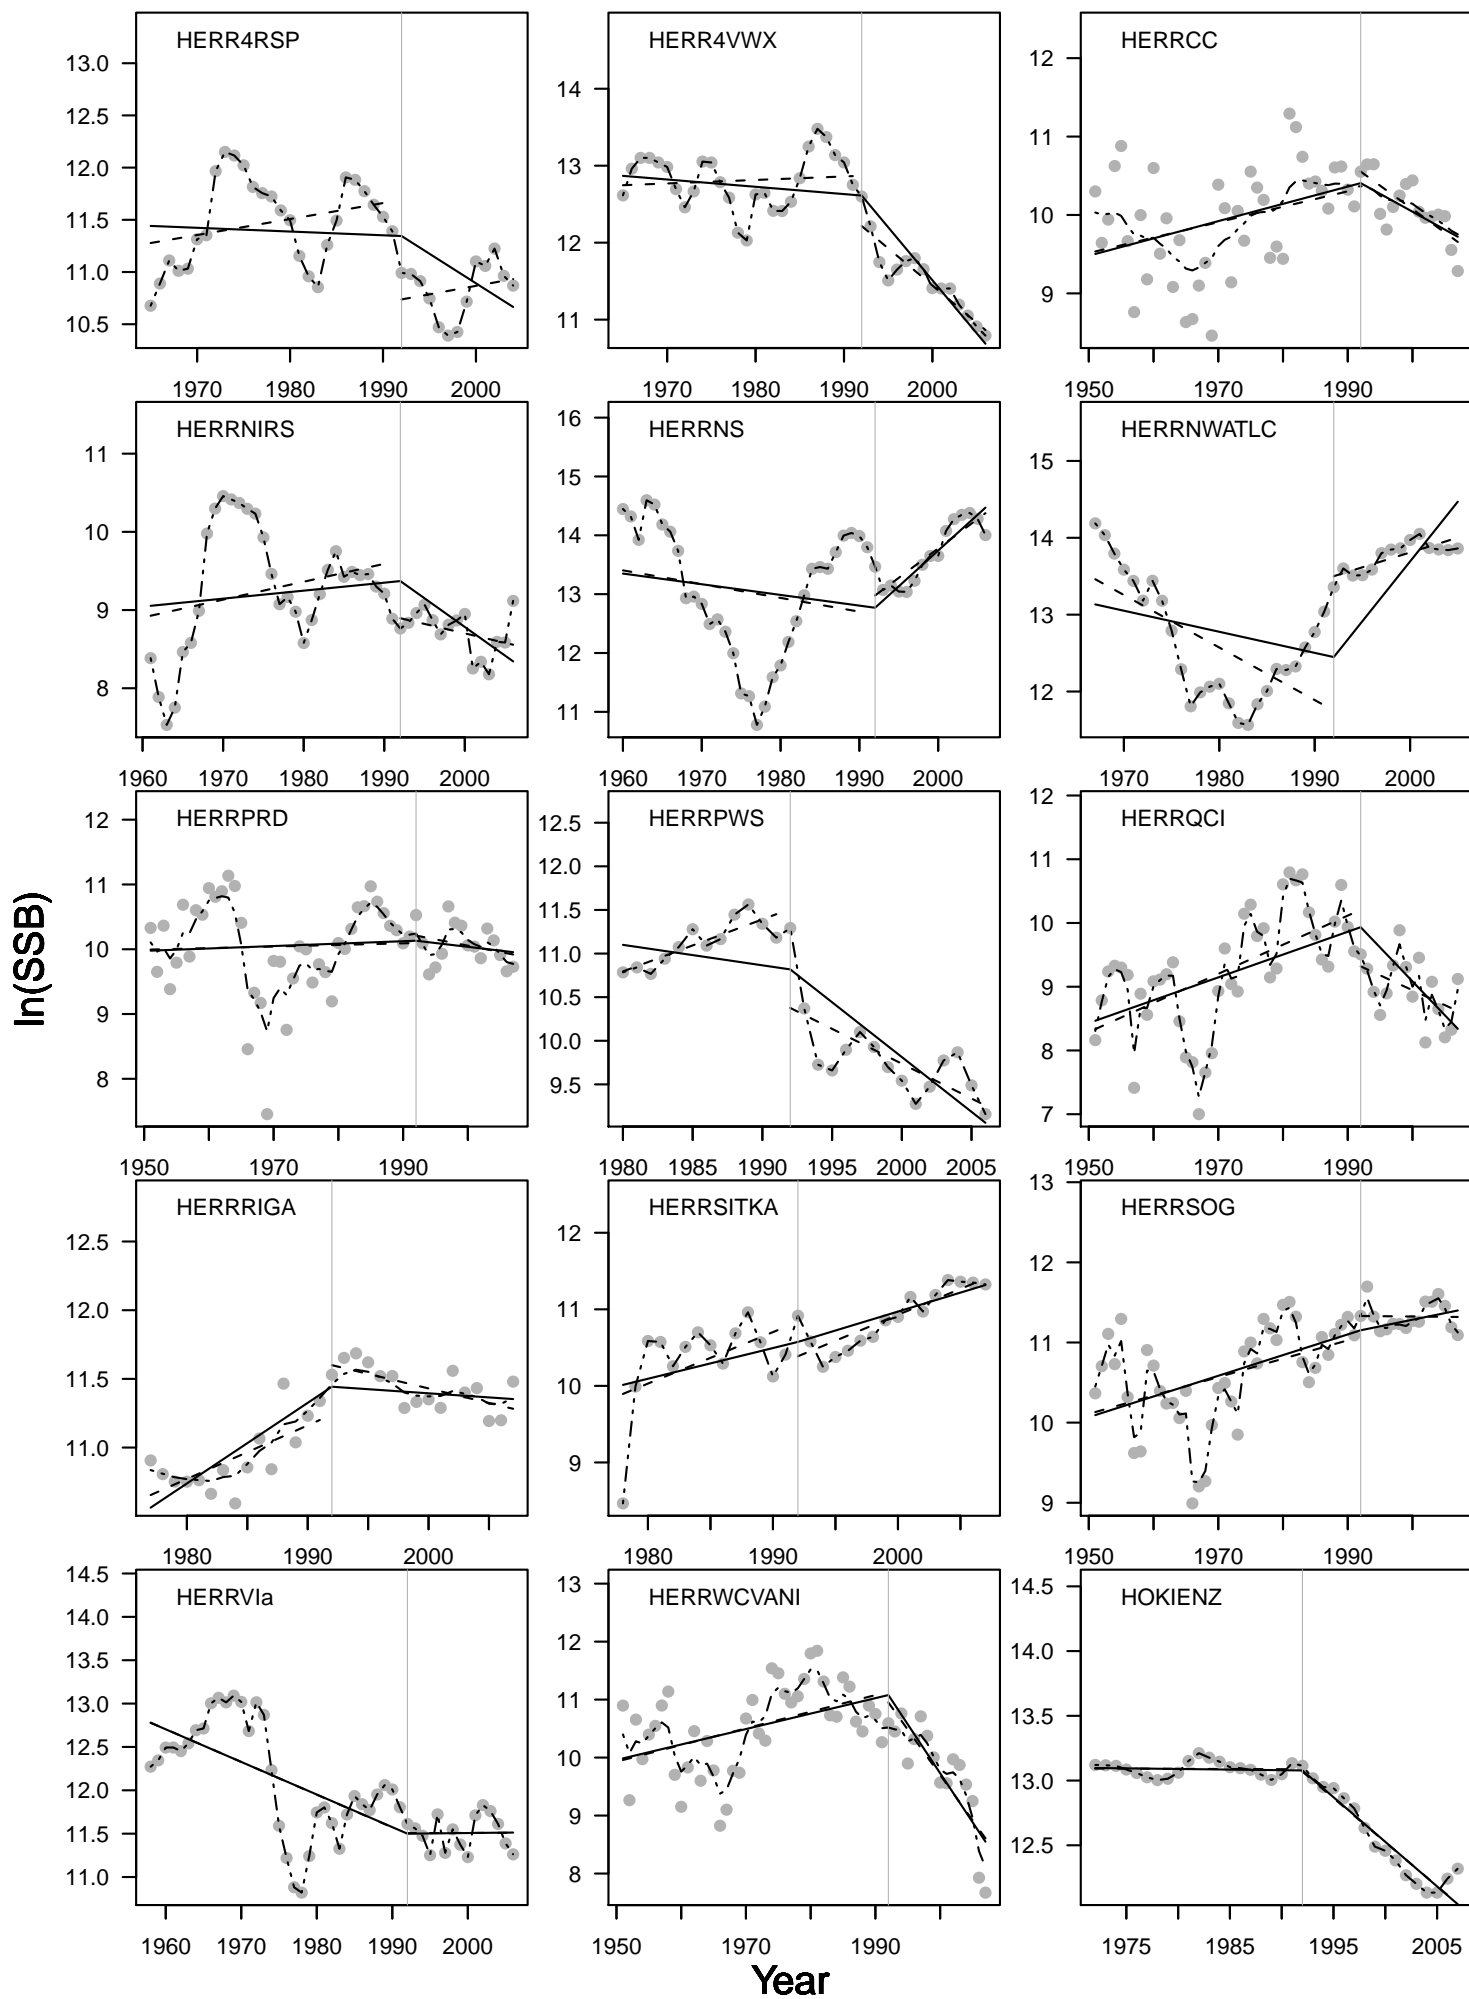 HERR4RSP
13.0
12.5
12.0
11.5
11.0
10.5
1970 1980 1990 2000
HERR4VWX
14
13
12
11
1970 1980 1990 2000
HERRCC
12
11
10
9
1950 1970 1990
HERRNIRS
11
10
9
8
1960 1970 1980 1990 2000
HERRNS
16
15
14
13
12
11
1960 1970 1980 1990 2000
HERRNWATLC
15
14
13
12
1970 1980 1990 2000
HERRPRD
12
11
10
9
8
1950 1970 1990
HERRPWS
12.5
12.0
11.5
11.0
10.5
10.0
9.5
1980 1985 1990 1995 2000 2005
HERRQCI
12
11
10
9
8
7
1950 1970 1990
HERRRIGA
12.5
12.0
11.5
11.0
1980 1990 2000
HERRSITKA
12
11
10
9
1980 1990 2000
HERRSOG
13
12
11
10
9
1950 1970 1990
HERRVIa
14.5
14.0
13.5
13.0
12.5
12.0
11.5
11.0
1960 1970 1980 1990 2000
HERRWCVANI
13
12
11
10
9
8
1950 1970 1990
HOKIENZ
14.5
14.0
13.5
13.0
12.5
1975 1985 1995 2005
ln(SSB)
Year